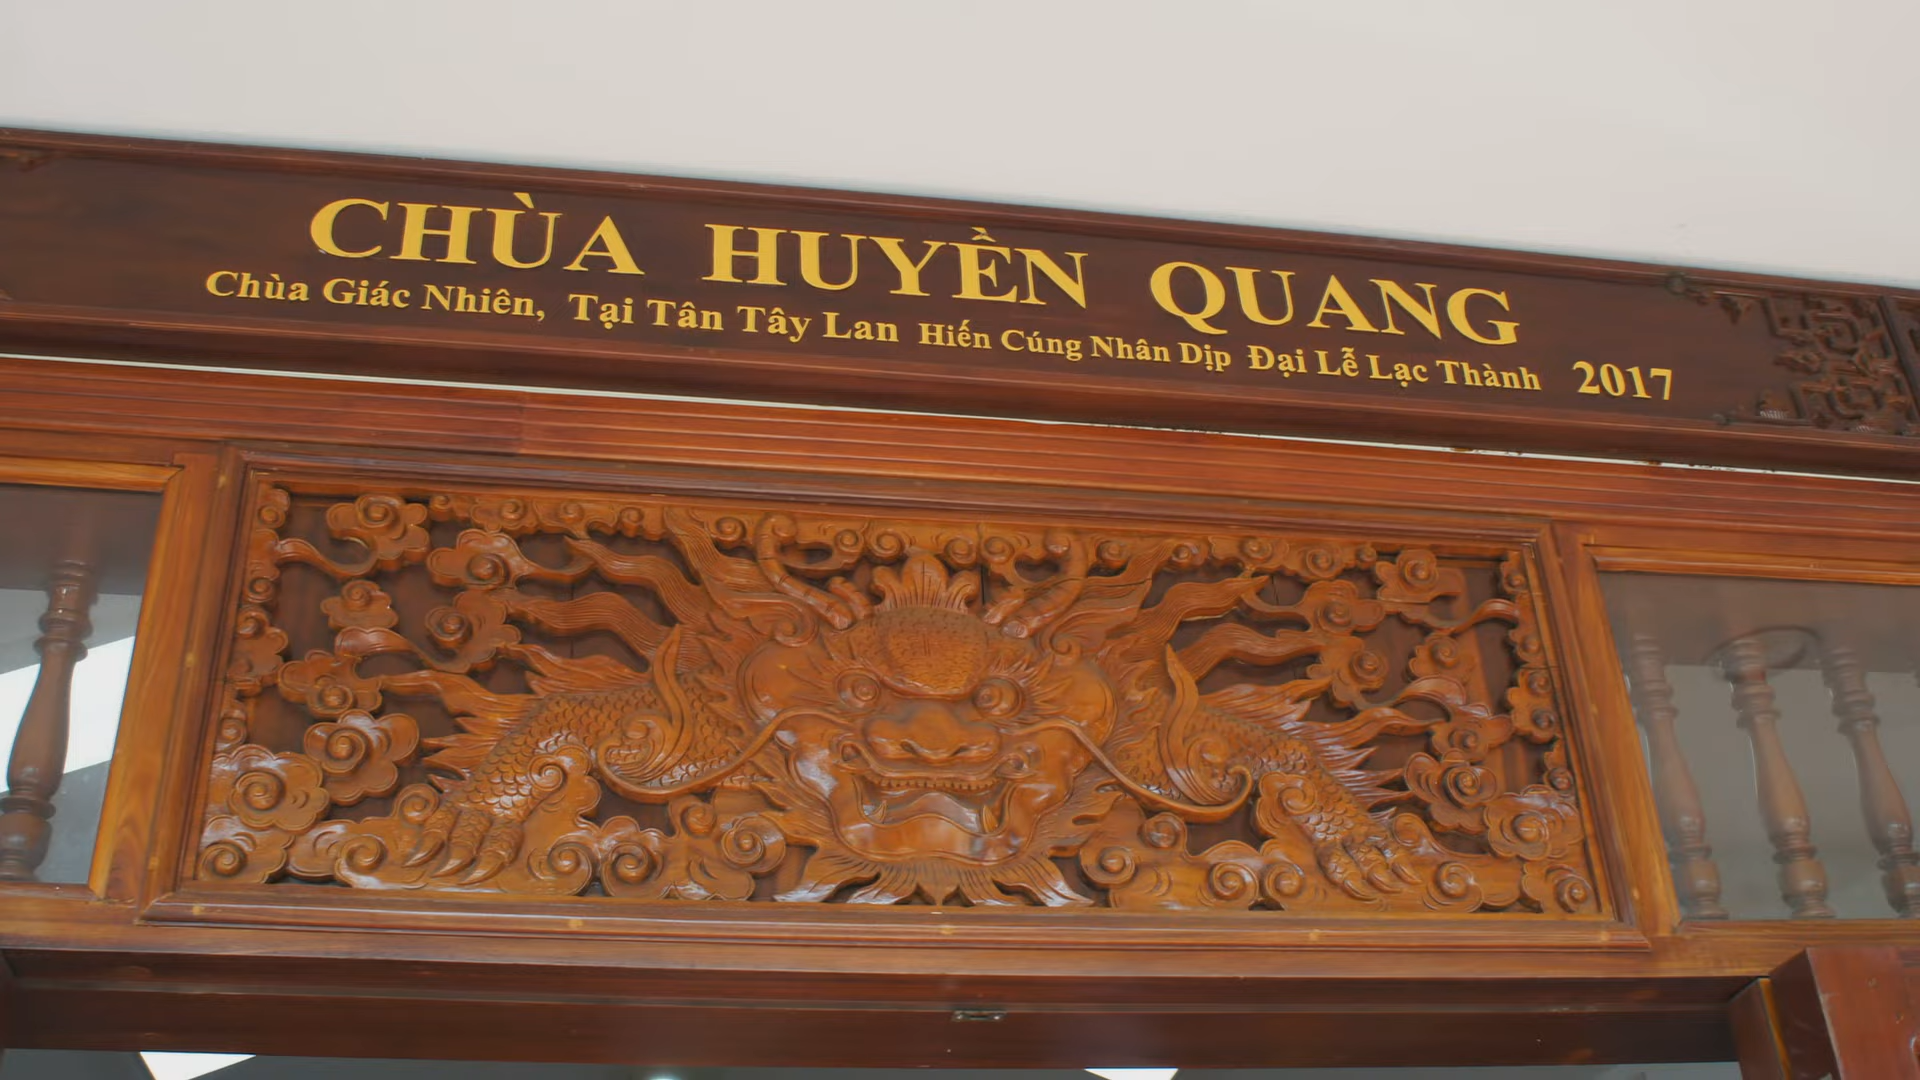 CHÙA HUYỀN QUANG
Chùa Giác Nhiên, Tại Tân Tây Lan Hiến Cúng Nhân Dịp Đại Lễ Lạc Thành 2017